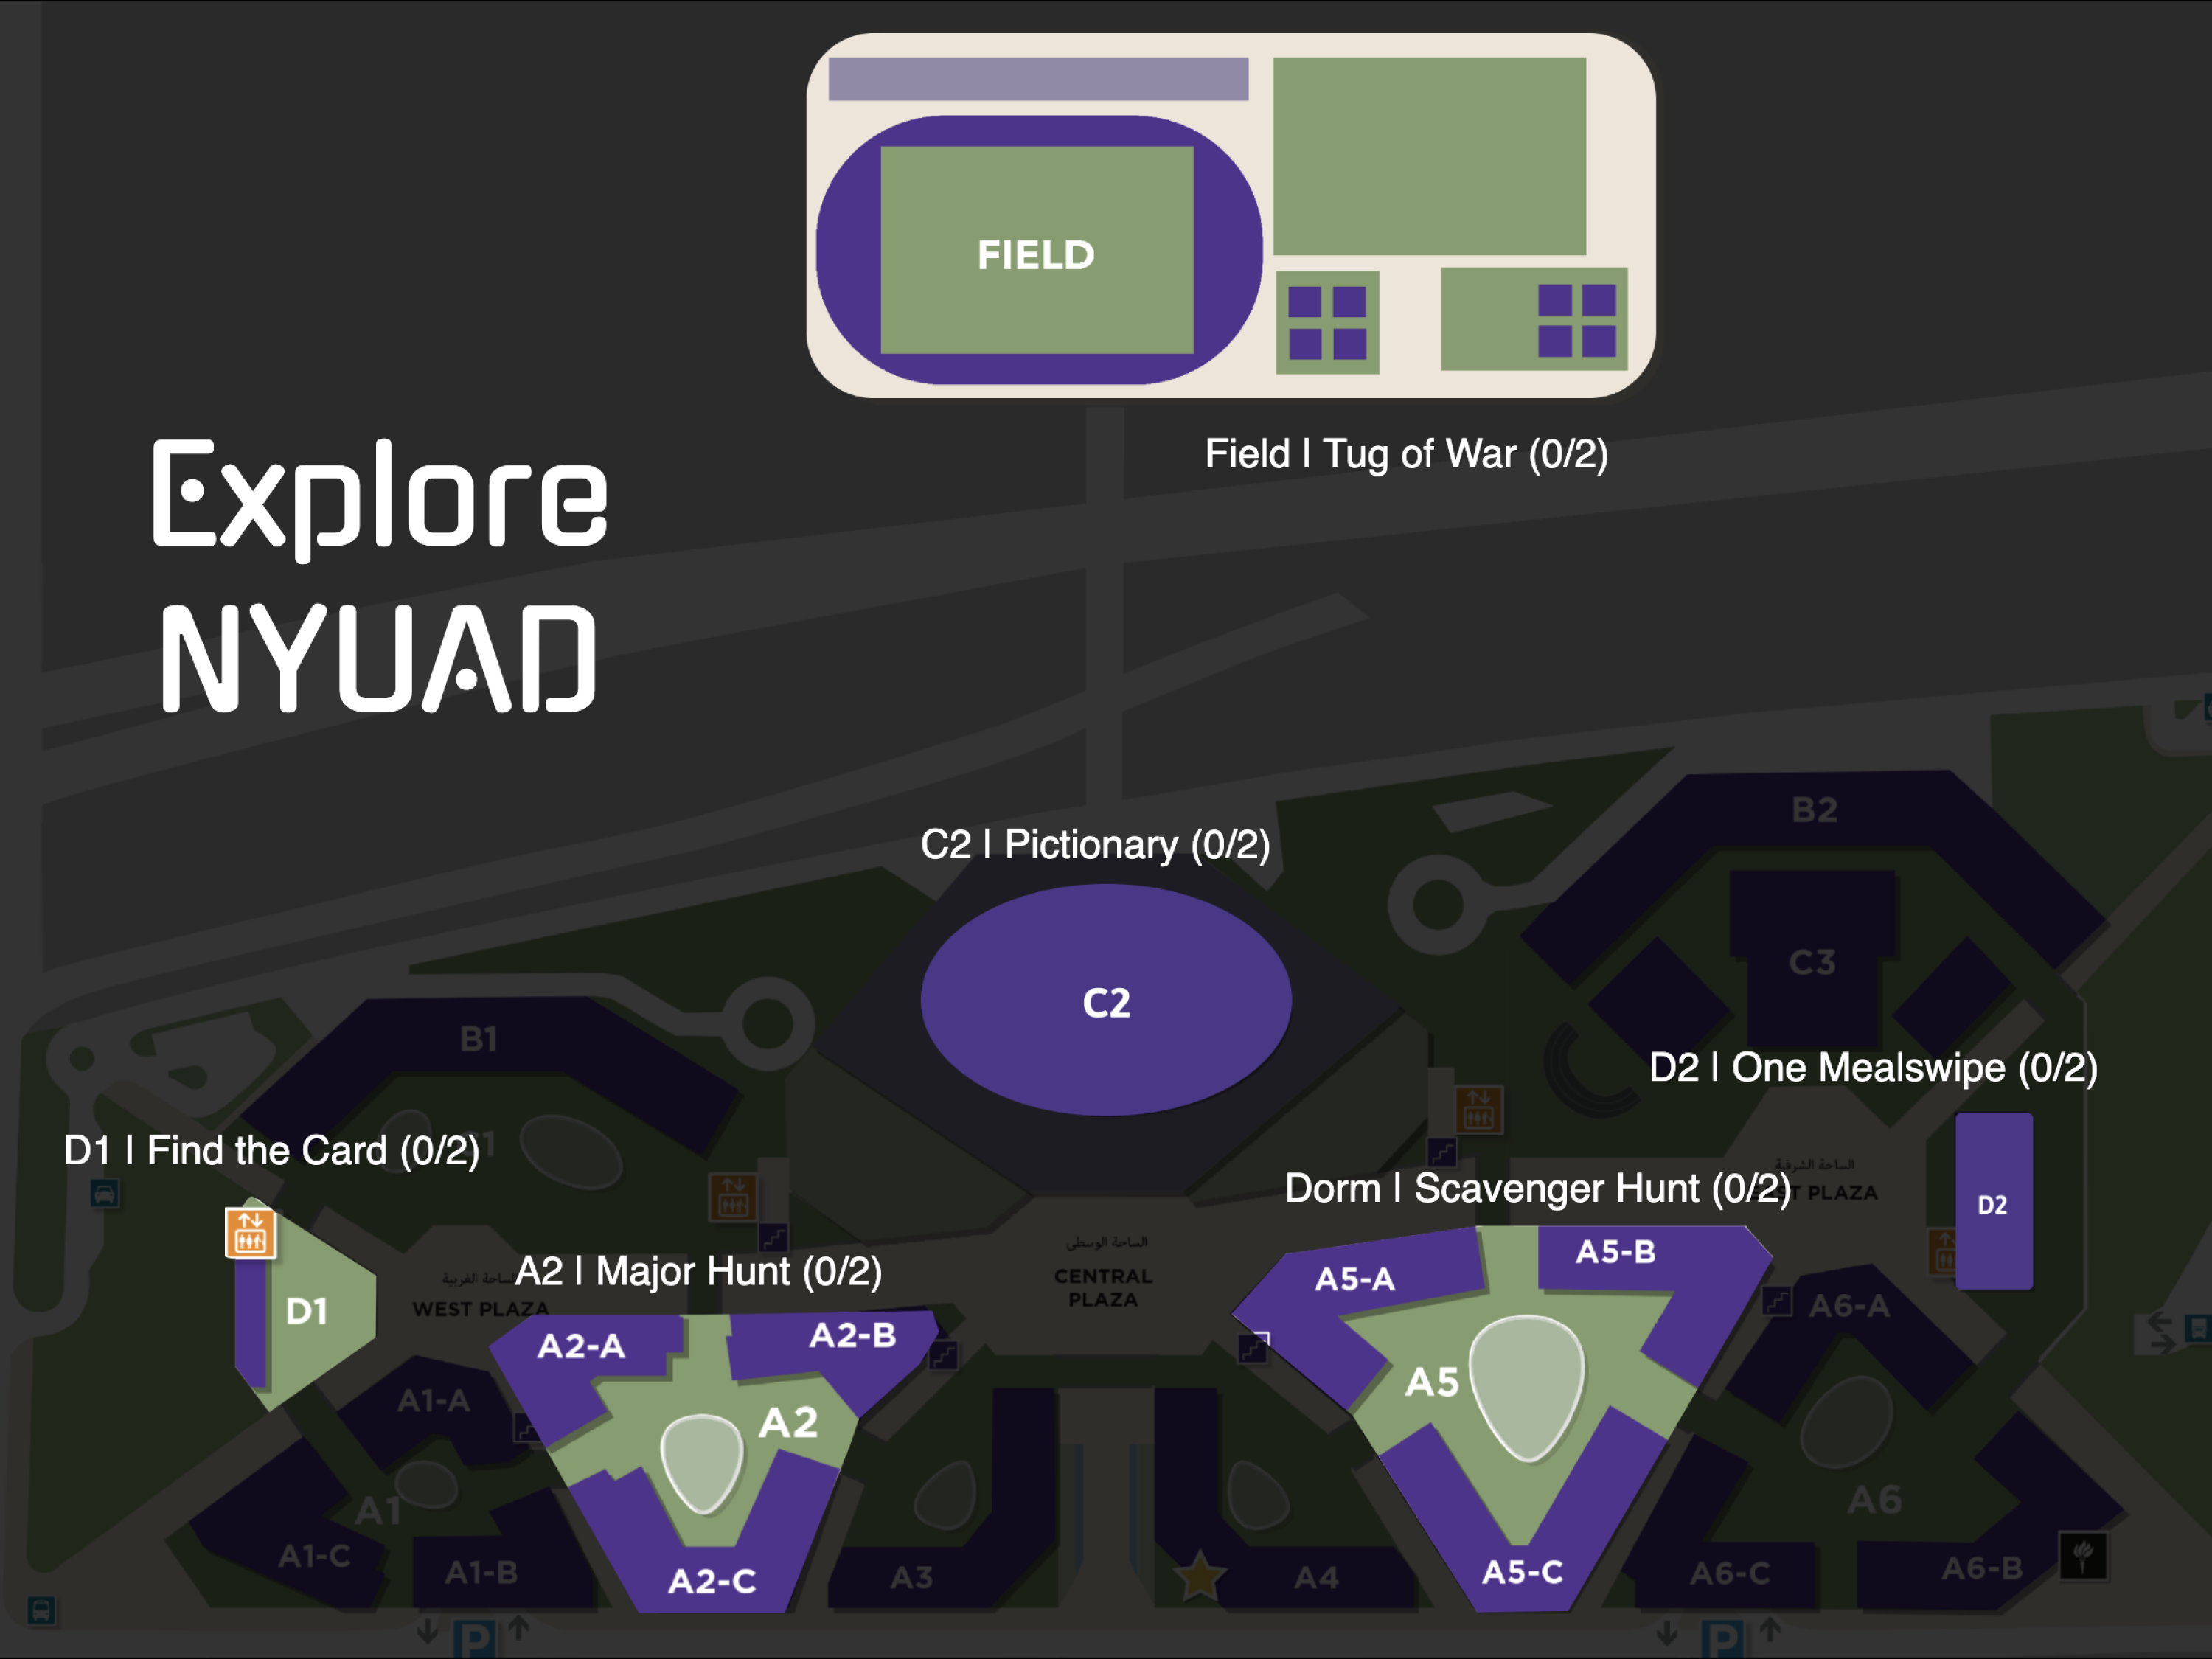 FIELD
Field | Tug of War (0/2)
Explore
NYUAD
B2
C2 | Pictionary (0/2)
C3
C2
B1
D2 | One Mealswipe (0/2)
D1 | Find the Card (0/2)
الساحة الشرقية
EAST PLAZA
Dorm | Scavenger Hunt (0/2)
D2
الساحة الوسطى
CENTRAL
PLAZA
A2 | Major Hunt (0/2)
الساحة الغربية
WEST PLAZA
D1
A5-A
A5-B
A6-A
A2-A
A2-B
A5
A1-A
A2
A6
A1
A1-C
A1-B
A2-C
A3
A4
A5-C
A6-C
A6-B
P
P